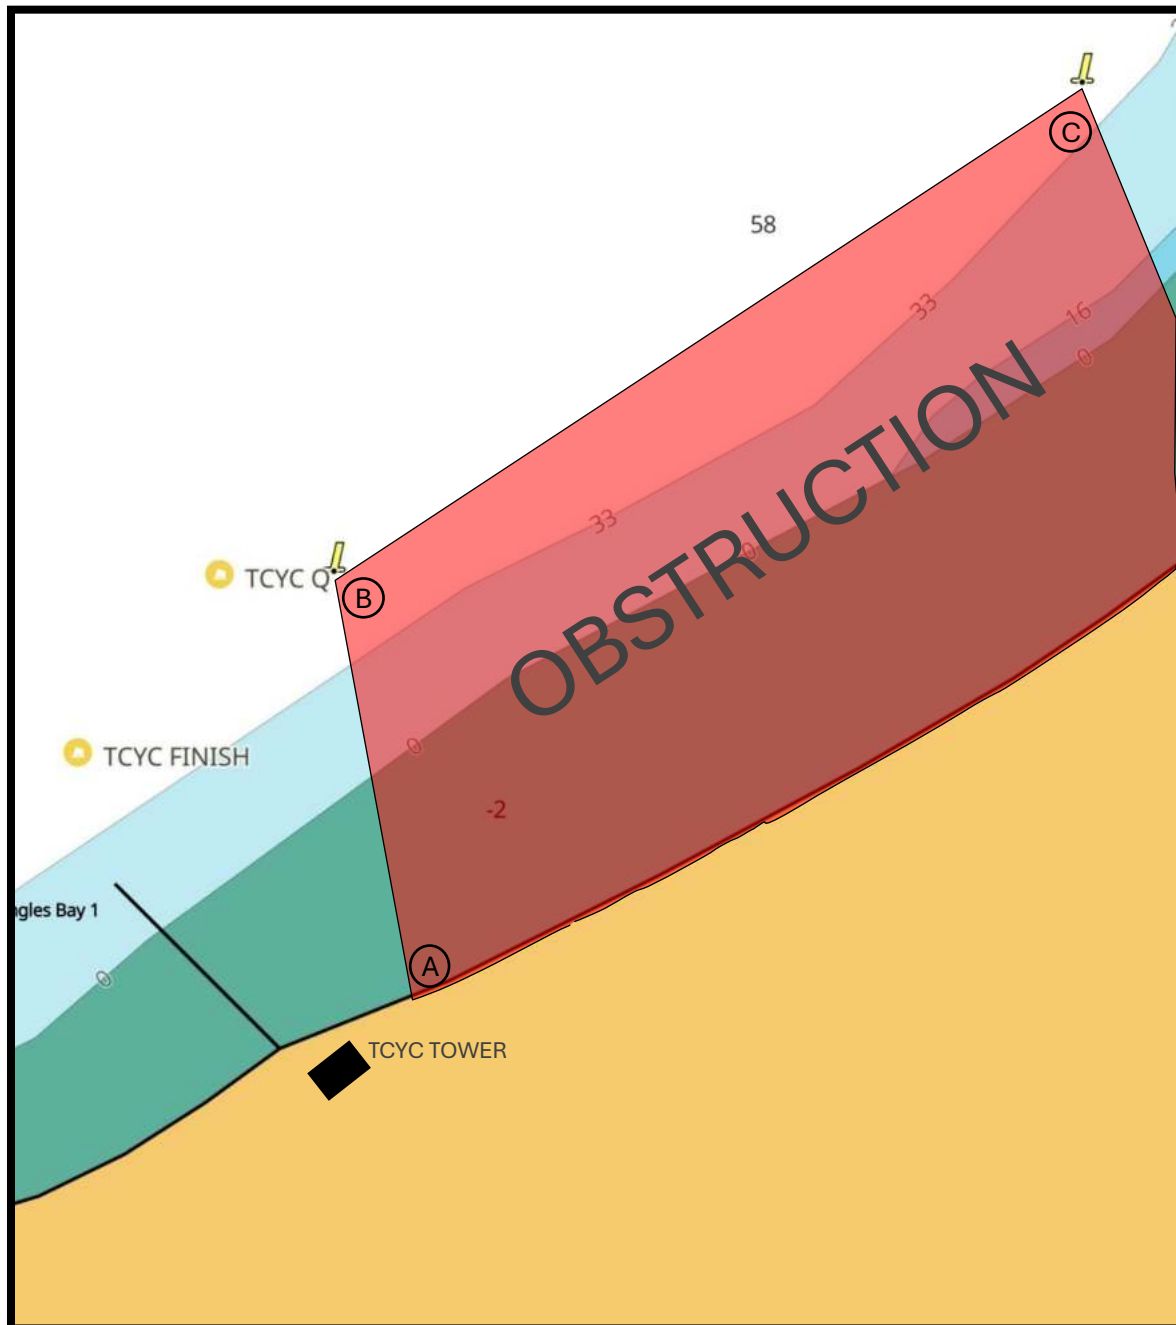 C
58
33
16
0
OBSTRUCTION
33
0
TCYC Q
B
0
TCYC FINISH
-2
gles Bay 1
A
0
TCYC TOWER